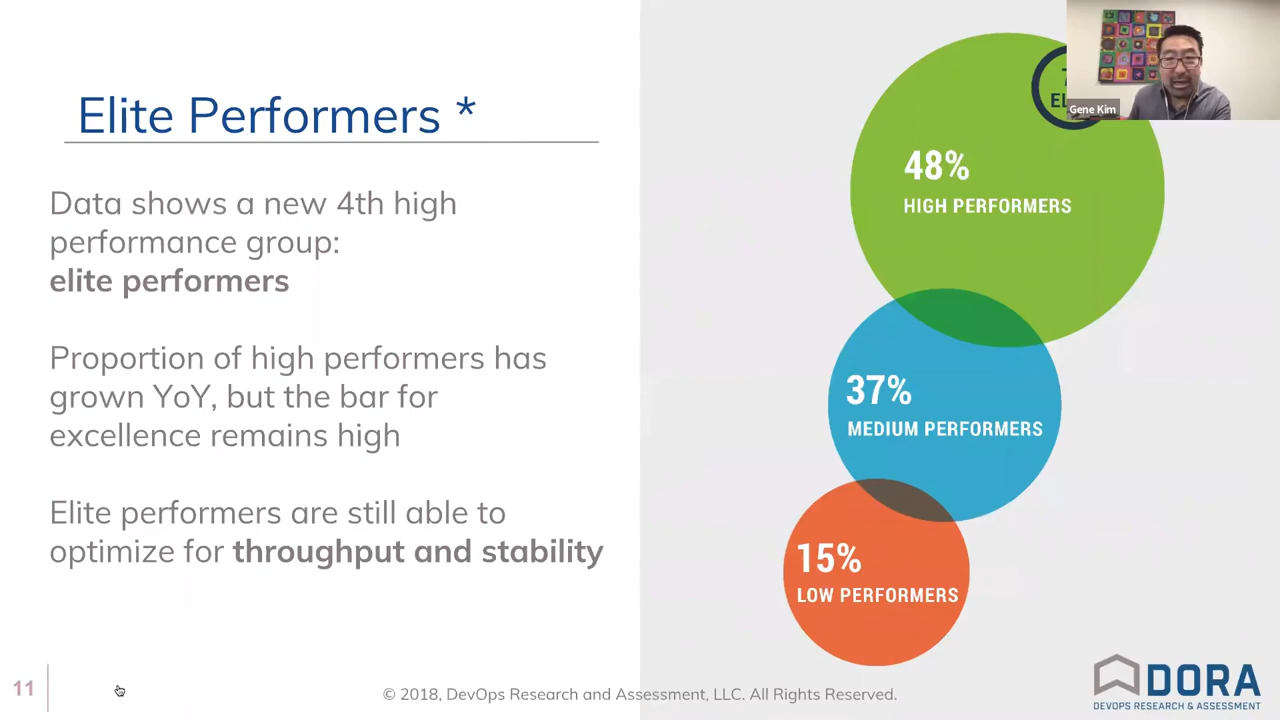 Elite Performers *
Data shows a new 4th high
performance group:
elite performers
Proportion of high performers has
grown YoY, but the bar for
excellence remains high
Elite performers are still able to
optimize for throughput and stability
Gene Kim
48%
HIGH PERFORMERS
37%
MEDIUM PERFORMERS
15%
LOW PERFORMERS
11
© 2018, DevOps Research and Assessment, LLC. All Rights Reserved.
DORA
DEVOPS RESEARCH & ASSESSMENT